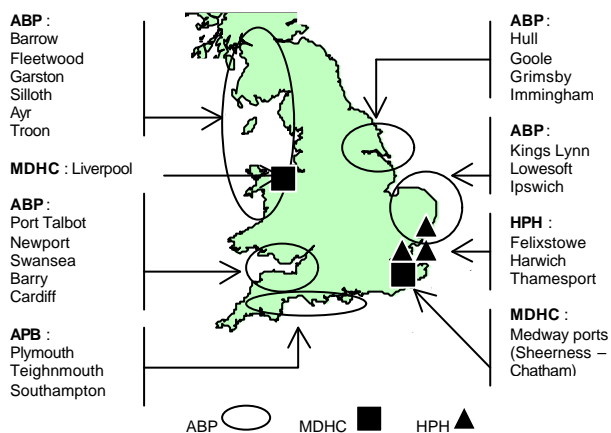 ABP :
Barrow
Fleetwood
Garston
Silloth
Ayr
Troon
MDHC : Liverpool
ABP :
Port Talbot
Newport
Swansea
Barry
Cardiff
APB :
Plymouth
Teighnmouth
Southampton
ABP :
Hull
Goole
Grimsby
Immingham
ABP :
Kings Lynn
Lowesoft
Ipswich
HPH :
Felixstowe
Harwich
Thamesport
MDHC :
Medway ports
(Sheerness –
Chatham)
ABP MDHC HPH